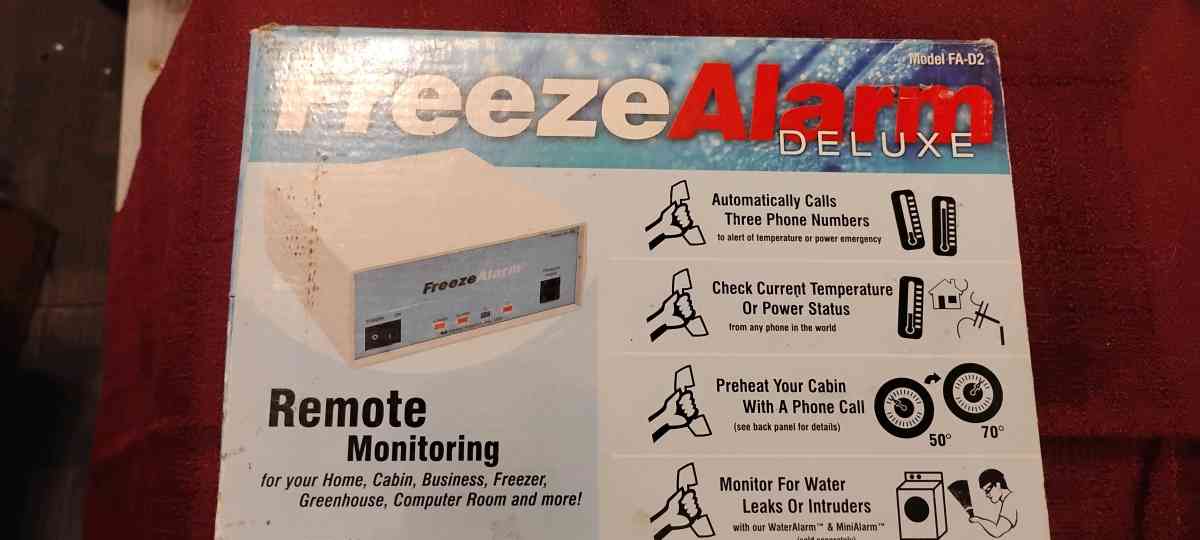 Model FA-D2
FreezeAlarm
DELUXE
Automatically Calls
Three Phone Numbers
to alert of temperature or power emergency
FreezeAlarm
Check Current Temperature
Or Power Status
from any phone in the world
Preheat Your Cabin
With A Phone Call
(see back panel for details)
50°
70°
Remote
Monitoring
for your Home, Cabin, Business, Freezer,
Greenhouse, Computer Room and more!
Monitor For Water
Leaks Or Intruders
with our WaterAlarm™ & MiniAlarm™